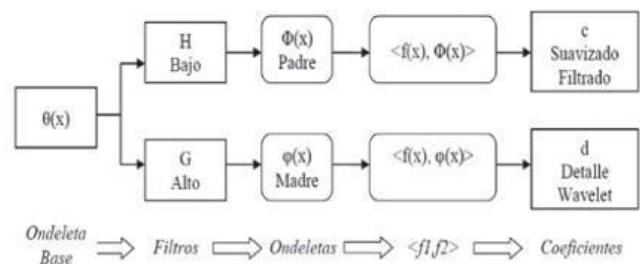 θ(x)
H
Bajo
Φ(x)
Padre
<f(x), Φ(x)>
c
Suavizado
Filtrado
G
Alto
φ(x)
Madre
<f(x), φ(x)>
d
Detalle
Wavelet
Ondeleta
Base
Filtros
Ondeletas
<f1,f2>
Coeficientes